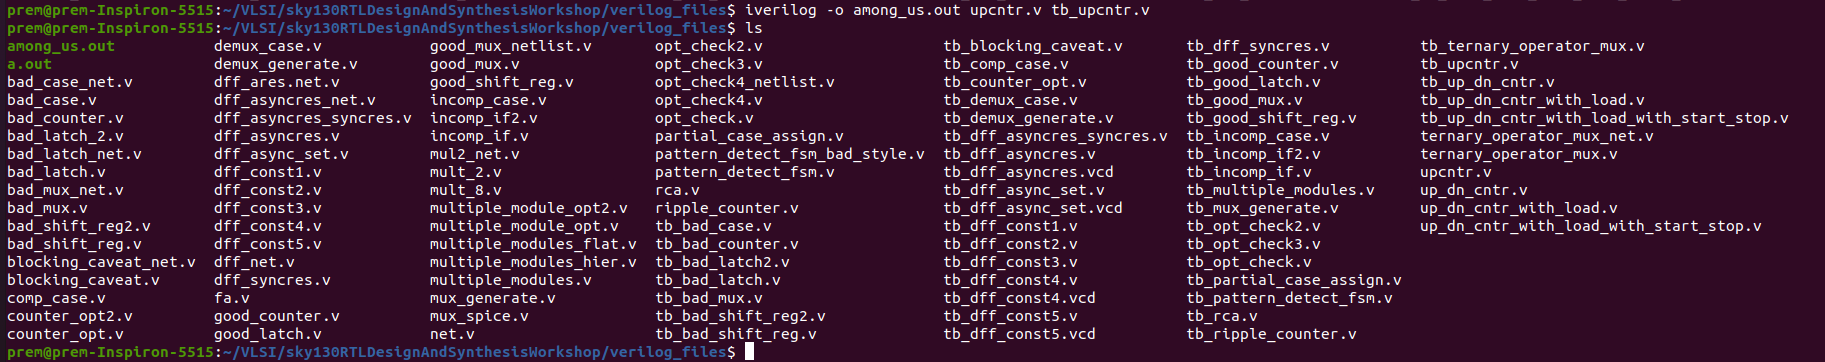 prem@prem-Inspiron-5515:~/VLSI/sky130RTLDesignAndSynthesisWorkshop/verilog_files$ iverilog -o among_us.out upcntr.v tb_upcntr.v
prem@prem-Inspiron-5515:~/VLSI/sky130RTLDesignAndSynthesisWorkshop/verilog_files$ ls
among_us.out demux_case.v good_mux_netlist.v opt_check2.v tb_blocking_caveat.v tb_dff_syncres.v tb_ternary_operator_mux.v
a.out demux_generate.v good_mux.v opt_check3.v tb_comp_case.v tb_good_counter.v tb_upcntr.v
bad_case_net.v dff_ares.net.v good_shift_reg.v opt_check4_netlist.v tb_counter_opt.v tb_good_latch.v tb_up_dn_cntr.v
bad_case.v dff_asyncres_net.v incomp_case.v opt_check4.v tb_demux_case.v tb_good_mux.v tb_up_dn_cntr_with_load.v
bad_counter.v dff_asyncres_syncres.v incomp_if2.v opt_check.v tb_demux_generate.v tb_good_shift_reg.v tb_up_dn_cntr_with_load_with_start_stop.v
bad_latch_2.v dff_asyncres.v incomp_if.v partial_case_assign.v tb_dff_asyncres_syncres.v tb_incomp_case.v ternary_operator_mux_net.v
bad_latch_net.v dff_async_set.v mul2_net.v pattern_detect_fsm_bad_style.v tb_dff_asyncres.v tb_incomp_if2.v ternary_operator_mux.v
bad_latch.v dff_const1.v mult_2.v pattern_detect_fsm.v tb_dff_asyncres.vcd tb_incomp_if.v upcntr.v
bad_mux_net.v dff_const2.v mult_8.v rca.v tb_dff_async_set.v tb_multiple_modules.v up_dn_cntr.v
bad_mux.v dff_const3.v multiple_module_opt2.v ripple_counter.v tb_dff_async_set.vcd tb_mux_generate.v up_dn_cntr_with_load.v
bad_shift_reg2.v dff_const4.v multiple_module_opt.v tb_bad_case.v tb_dff_const1.v tb_opt_check2.v up_dn_cntr_with_load_with_start_stop.v
bad_shift_reg.v dff_const5.v multiple_modules_flat.v tb_bad_counter.v tb_dff_const2.v tb_opt_check3.v
blocking_caveat_net.v dff_net.v multiple_modules_hier.v tb_bad_latch2.v tb_dff_const3.v tb_opt_check.v
blocking_caveat.v dff_syncres.v multiple_modules.v tb_bad_latch.v tb_dff_const4.v tb_partial_case_assign.v
comp_case.v fa.v mux_generate.v tb_bad_mux.v tb_dff_const4.vcd tb_pattern_detect_fsm.v
counter_opt2.v good_counter.v mux_spice.v tb_bad_shift_reg2.v tb_dff_const5.v tb_rca.v
counter_opt.v good_latch.v net.v tb_bad_shift_reg.v tb_dff_const5.vcd tb_ripple_counter.v
prem@prem-Inspiron-5515:~/VLSI/sky130RTLDesignAndSynthesisWorkshop/verilog_files$